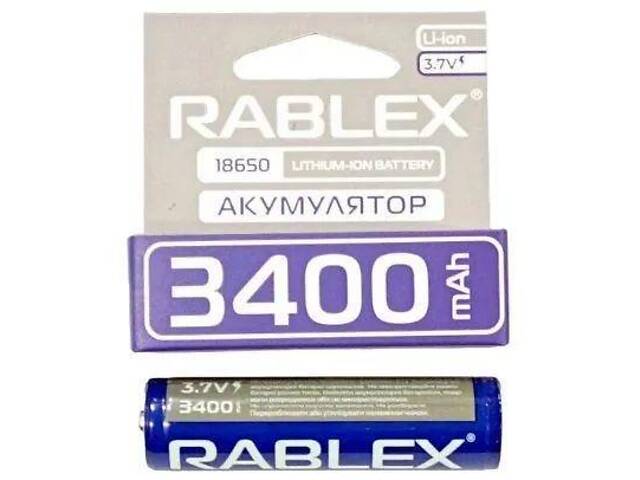 Li-ion
3.7V
RABLEX®
18650 LITHIUM-ION BATTERY
АКУМУЛЯТОР
3400 mAh
3.7V
3400
RABLEX